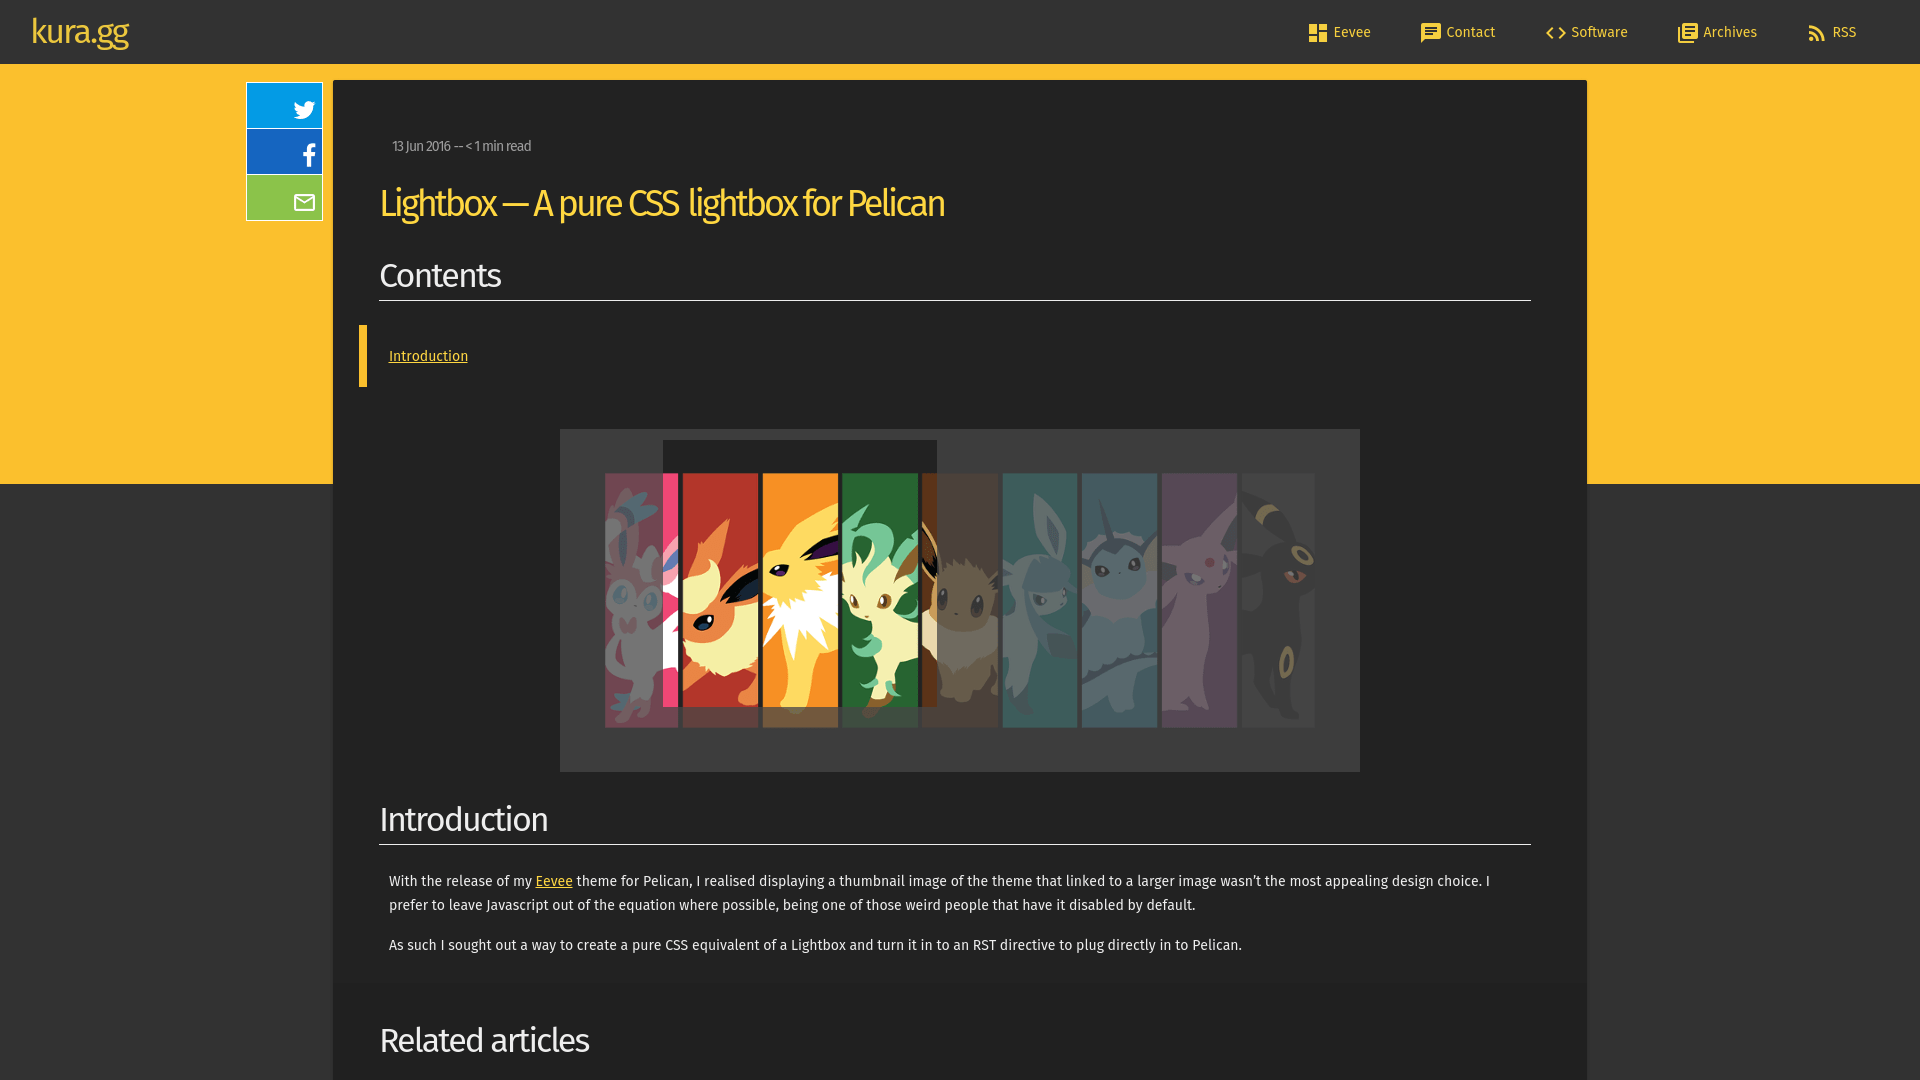 kura.gg
Eevee
Contact
Software
Archives
RSS
13 Jun 2016 -- < 1 min read
Lightbox — A pure CSS lightbox for Pelican
Contents
Introduction
Introduction
With the release of my Eevee theme for Pelican, I realised displaying a thumbnail image of the theme that linked to a larger image wasn’t the most appealing design choice. I
prefer to leave Javascript out of the equation where possible, being one of those weird people that have it disabled by default.
As such I sought out a way to create a pure CSS equivalent of a Lightbox and turn it in to an RST directive to plug directly in to Pelican.
Related articles